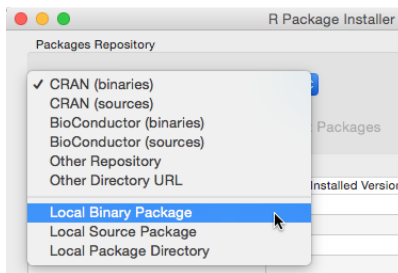 R Package Installer
Packages Repository
✓ CRAN (binaries)
CRAN (sources)
BioConductor (binaries)
BioConductor (sources)
Other Repository
Other Directory URL
Packages
Installed Version
Local Binary Package
Local Source Package
Local Package Directory